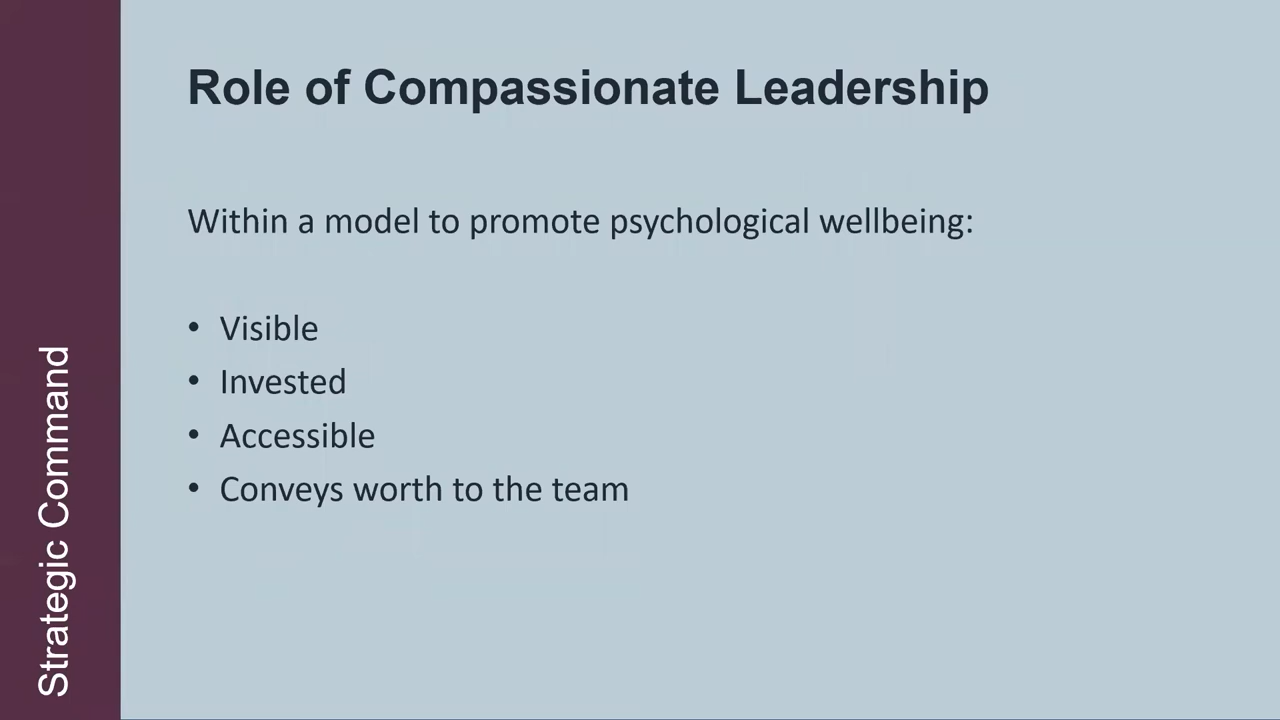 Role of Compassionate Leadership
Within a model to promote psychological wellbeing:
• Visible
• Invested
• Accessible
• Conveys worth to the team
Strategic Command